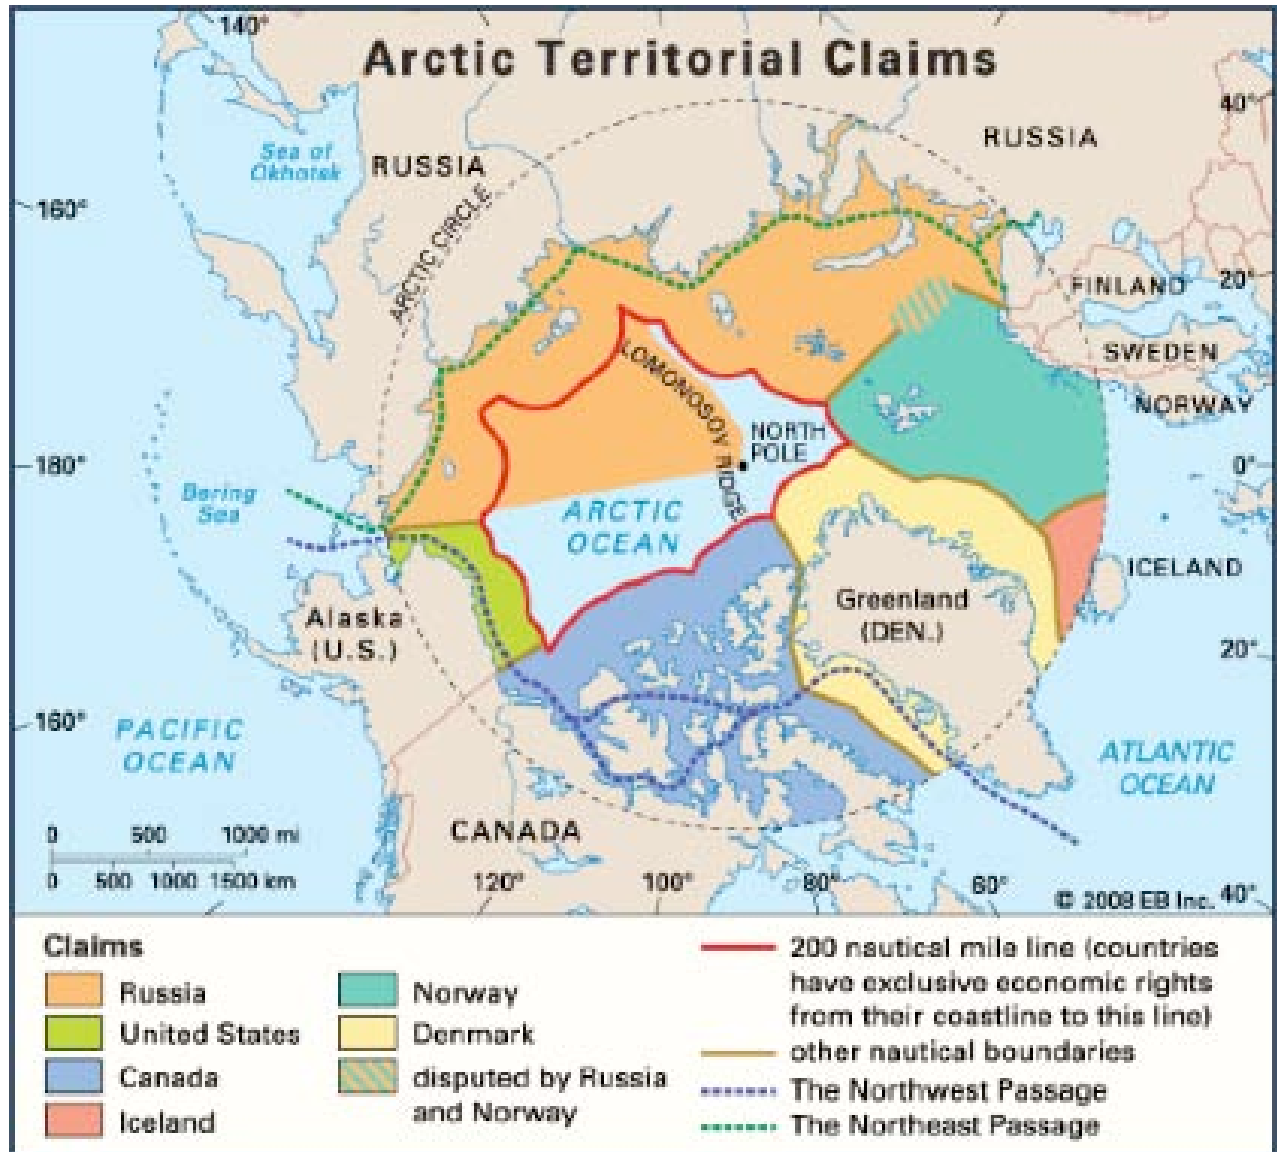 Arctic Territorial Claims
140°
40°
RUSSIA
Sea of
Okhotsk
RUSSIA
ARCTIC CIRCLE
160°
FINLAND
20°
SWEDEN
LOMONOSOV RIDGE
NORWAY
NORTH
POLE
180°
0°
Bering
Sea
ARCTIC
OCEAN
ICELAND
Greenland
(DEN.)
Alaska
(U.S.)
20°
160°
PACIFIC
OCEAN
ATLANTIC
OCEAN
CANADA
0 500 1000 mi
0 500 1000 1500 km
120°
100°
80°
60°
© 2008 EB Inc.
40°
Claims
Russia
United States
Canada
Iceland
Norway
Denmark
disputed by Russia
and Norway
200 nautical mile line (countries
have exclusive economic rights
from their coastline to this line)
other nautical boundaries
The Northwest Passage
The Northeast Passage